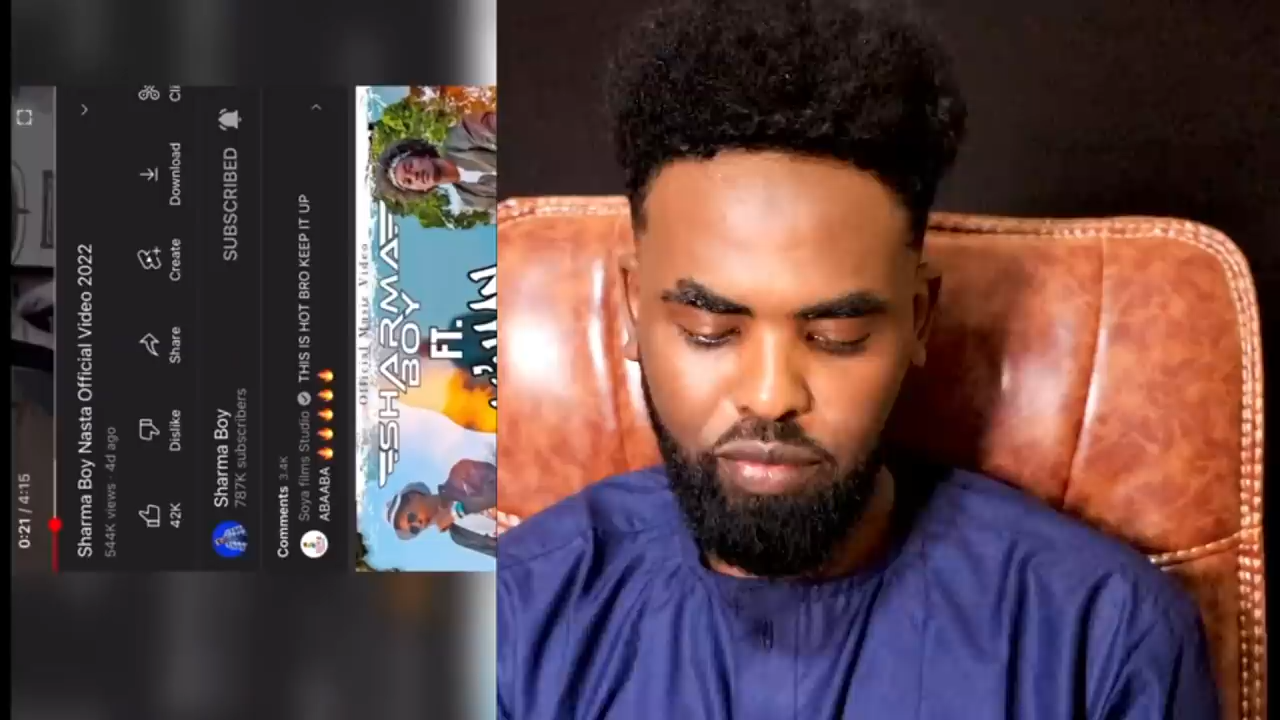 0:21 / 4:15
Sharma Boy Nasta Official Video 2022
544K views · 4d ago
42K
Dislike
Share
Create
Download
Cli
Sharma Boy
787K subscribers
SUBSCRIBED
Comments 3.4K
Soya films Studio THIS IS HOT BRO KEEP IT UP
ABAABA 🔥🔥🔥🔥🔥🔥
Official Music Video
SHARMA
BOY
FT.